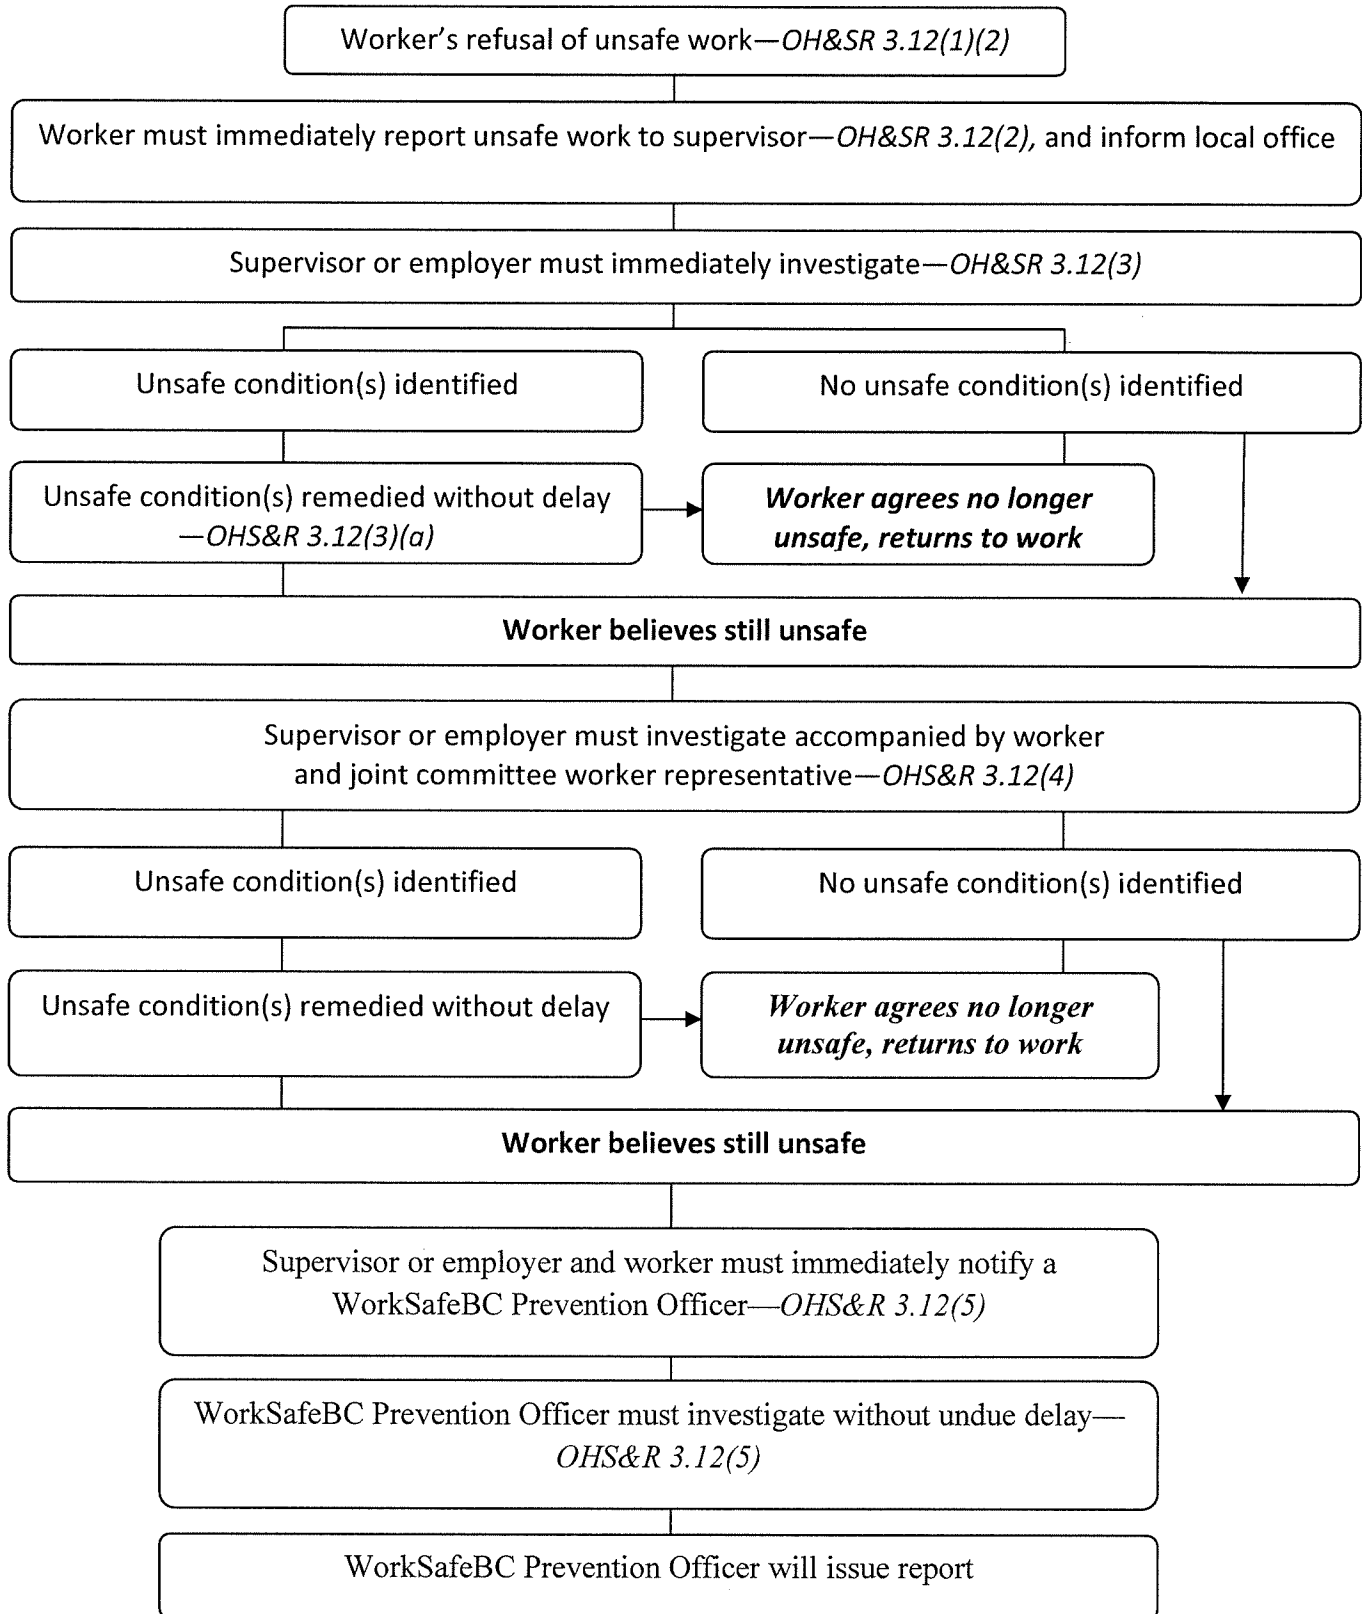 Worker's refusal of unsafe work—OH&SR 3.12(1)(2)
Worker must immediately report unsafe work to supervisor—OH&SR 3.12(2), and inform local office
Supervisor or employer must immediately investigate—OH&SR 3.12(3)
Unsafe condition(s) identified
No unsafe condition(s) identified
Unsafe condition(s) remedied without delay
—OHS&R 3.12(3)(a)
Worker agrees no longer
unsafe, returns to work
Worker believes still unsafe
Supervisor or employer must investigate accompanied by worker
and joint committee worker representative—OHS&R 3.12(4)
Unsafe condition(s) identified
No unsafe condition(s) identified
Unsafe condition(s) remedied without delay
Worker agrees no longer
unsafe, returns to work
Worker believes still unsafe
Supervisor or employer and worker must immediately notify a
WorkSafeBC Prevention Officer—OHS&R 3.12(5)
WorkSafeBC Prevention Officer must investigate without undue delay—
OHS&R 3.12(5)
WorkSafeBC Prevention Officer will issue report